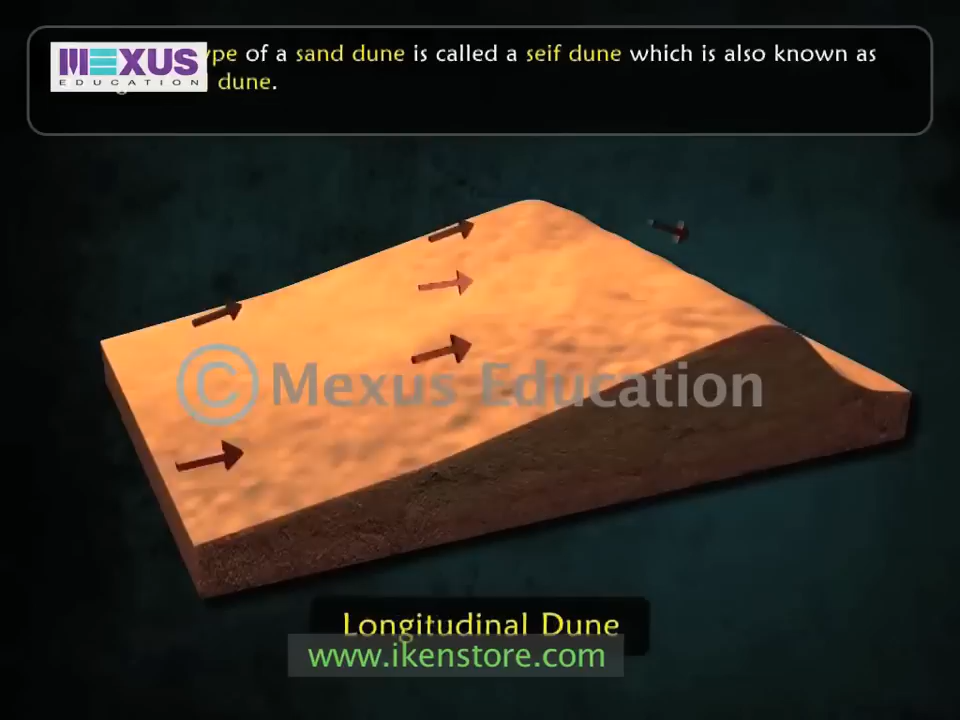 MEXUS
EDUCATION
ype of a sand dune is called a seif dune which is also known as
dune.
© Mexus Education
Longitudinal Dune
www.ikenstore.com